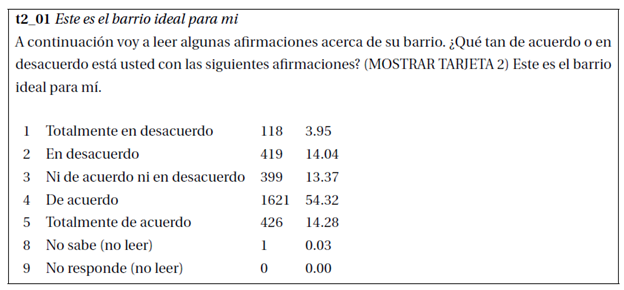 t2_01 Este es el barrio ideal para mi
A continuación voy a leer algunas afirmaciones acerca de su barrio. ¿Qué tan de acuerdo o en
desacuerdo está usted con las siguientes afirmaciones? (MOSTRAR TARJETA 2) Este es el barrio
ideal para mí.
1 Totalmente en desacuerdo 118 3.95
2 En desacuerdo 419 14.04
3 Ni de acuerdo ni en desacuerdo 399 13.37
4 De acuerdo 1621 54.32
5 Totalmente de acuerdo 426 14.28
8 No sabe (no leer) 1 0.03
9 No responde (no leer) 0 0.00